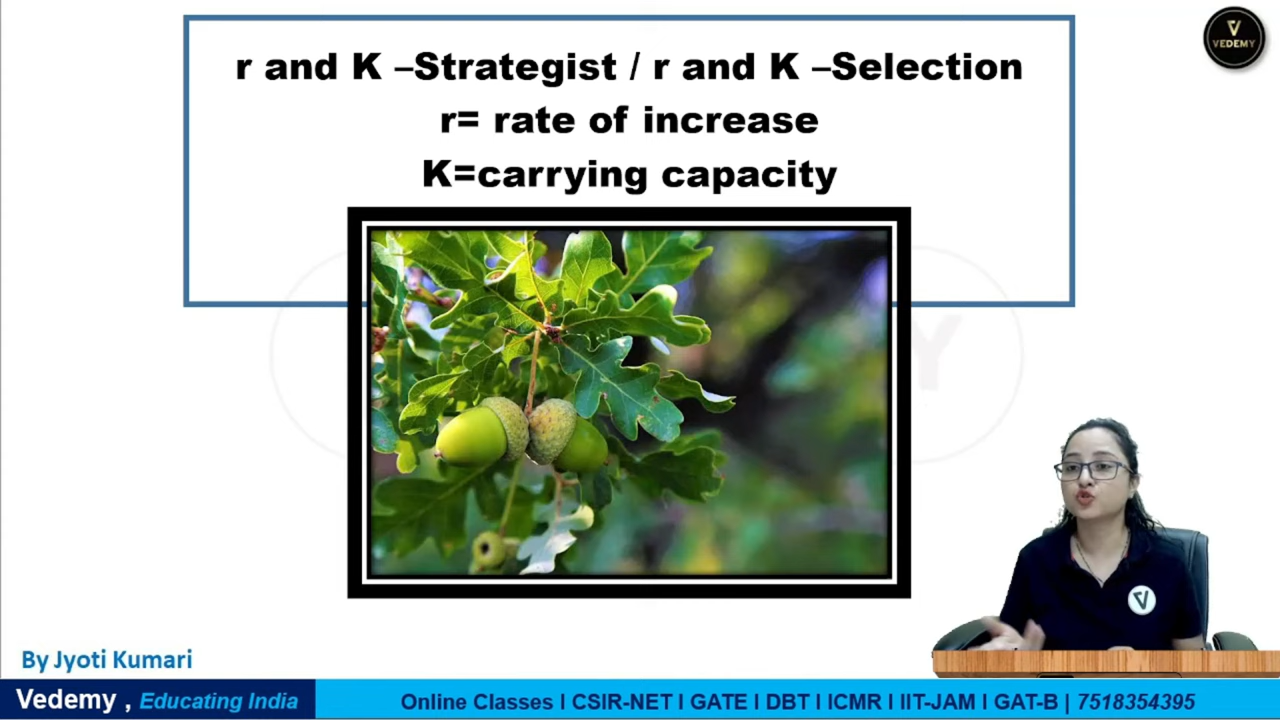 r and K –Strategist / r and K –Selection
r= rate of increase
K=carrying capacity
V
VEDEMY
Y
V
By Jyoti Kumari
Vedemy , Educating India
Online Classes I CSIR-NET I GATE I DBT I ICMR I IIT-JAM I GAT-B | 7518354395